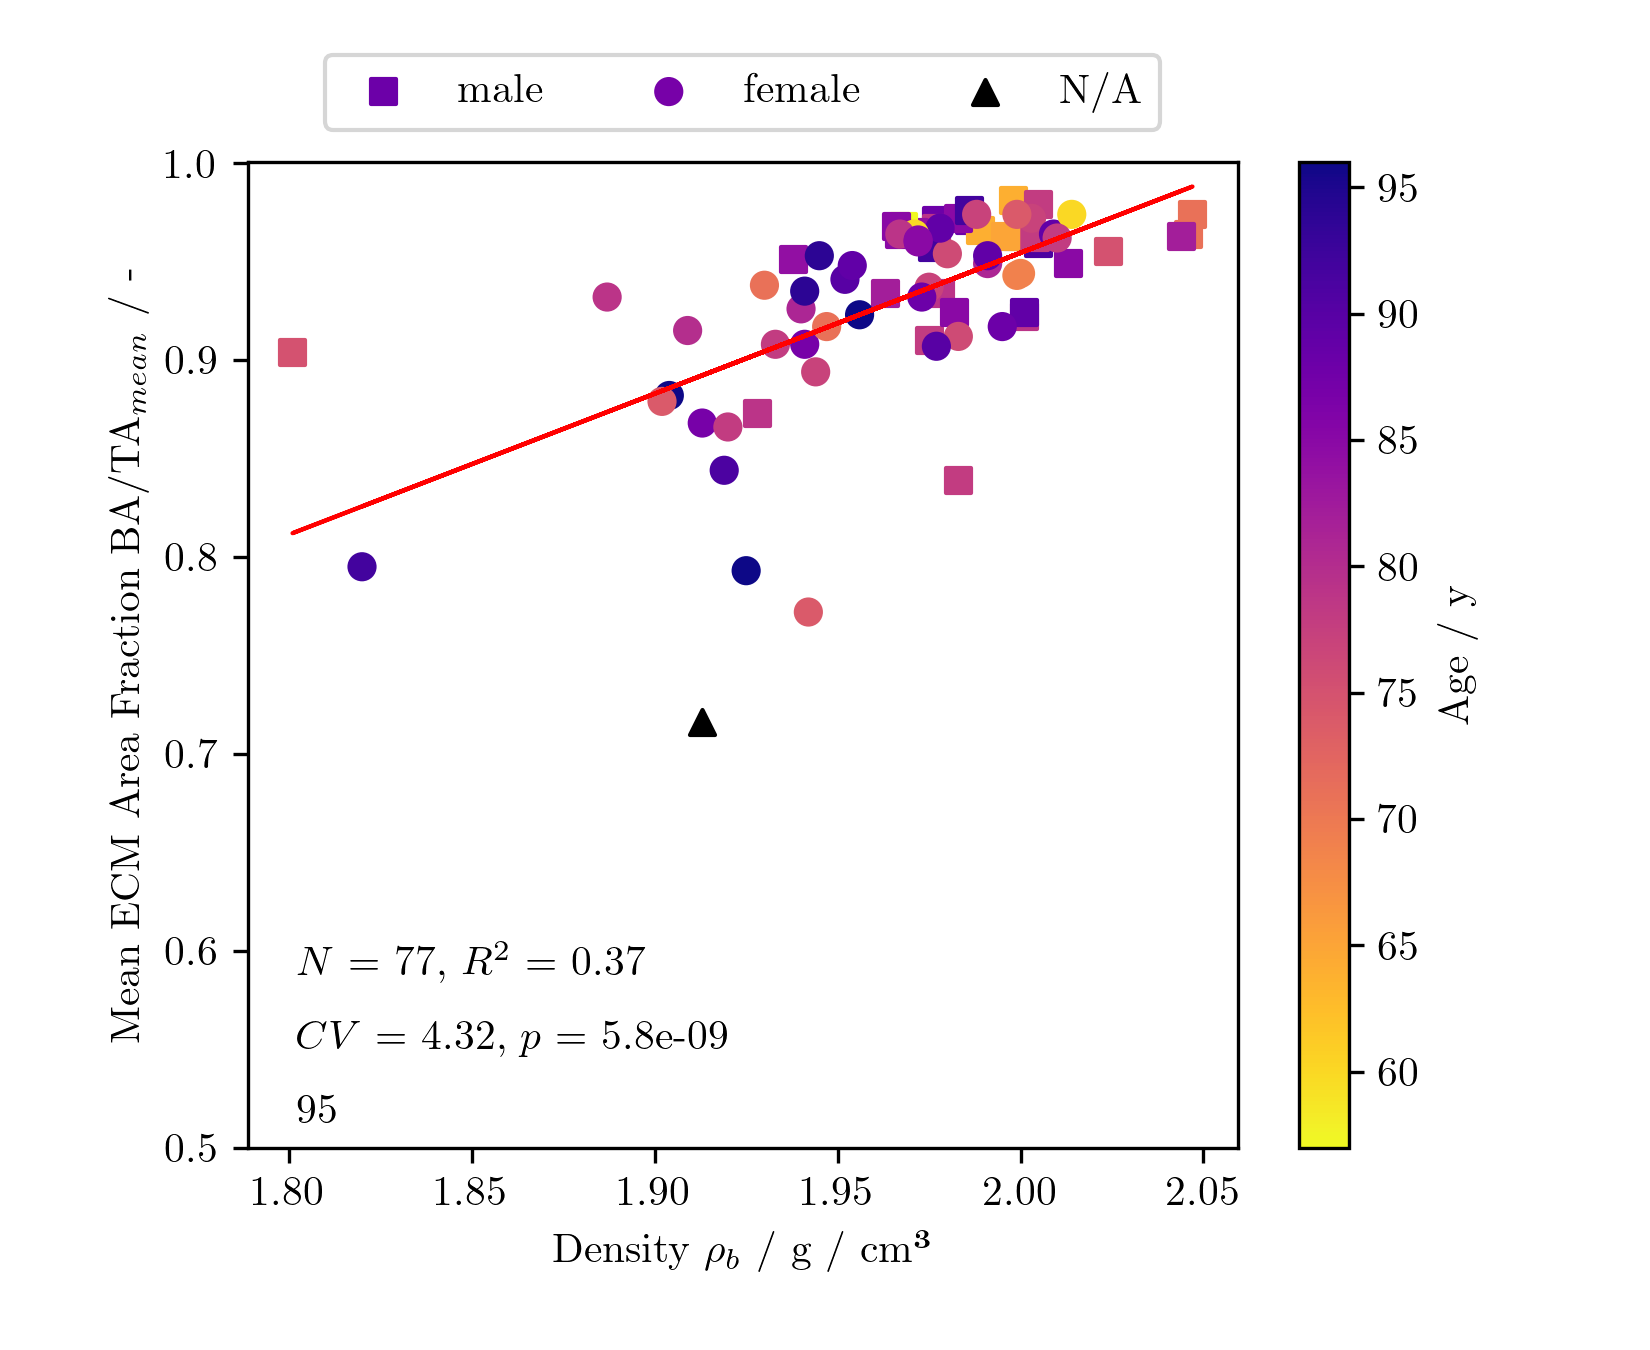 male female N/A
1.0
0.9
0.8
0.7
0.6
0.5
Mean ECM Area Fraction BA/TA_mean / -
N = 77, R² = 0.37
CV = 4.32, p = 5.8e-09
95
1.80 1.85 1.90 1.95 2.00 2.05
Density ρ_b / g / cm³
95
90
85
80
75
70
65
60
Age / y